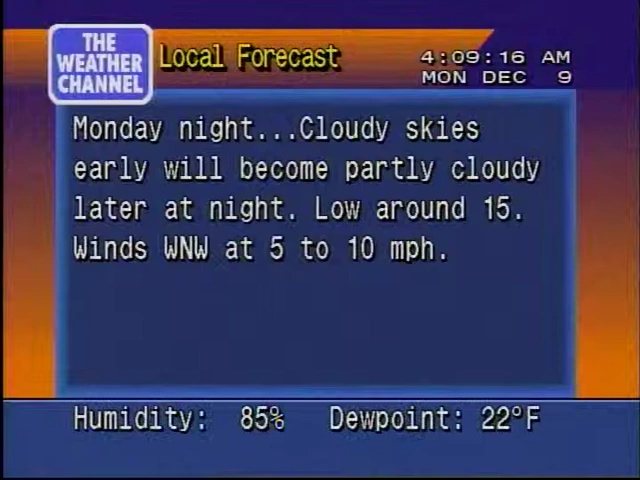 THE
WEATHER
CHANNEL
Local Forecast
4:09:16 AM
MON DEC 9
Monday night...Cloudy skies
early will become partly cloudy
later at night. Low around 15.
Winds WNW at 5 to 10 mph.
Humidity: 85% Dewpoint: 22°F